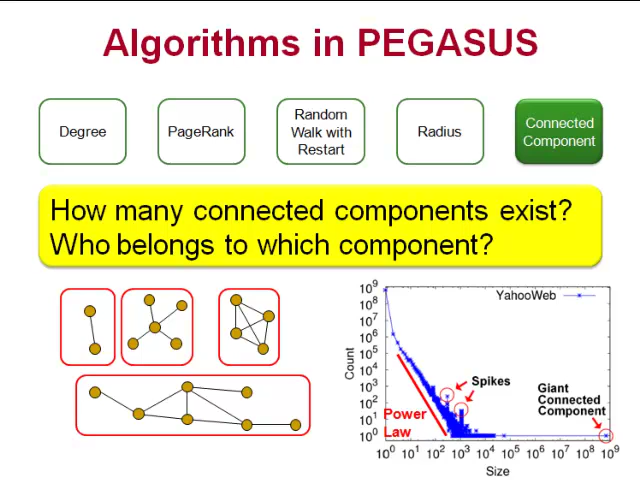 Algorithms in PEGASUS
Degree
PageRank
Random
Walk with
Restart
Radius
Connected
Component
How many connected components exist?
Who belongs to which component?
YahooWeb
Count
10^9
10^8
10^7
10^6
10^5
10^4
10^3
10^2
10^1
10^0
Spikes
Giant
Connected
Component
Power
Law
10^0 10^1 10^2 10^3 10^4 10^5 10^6 10^7 10^8 10^9
Size